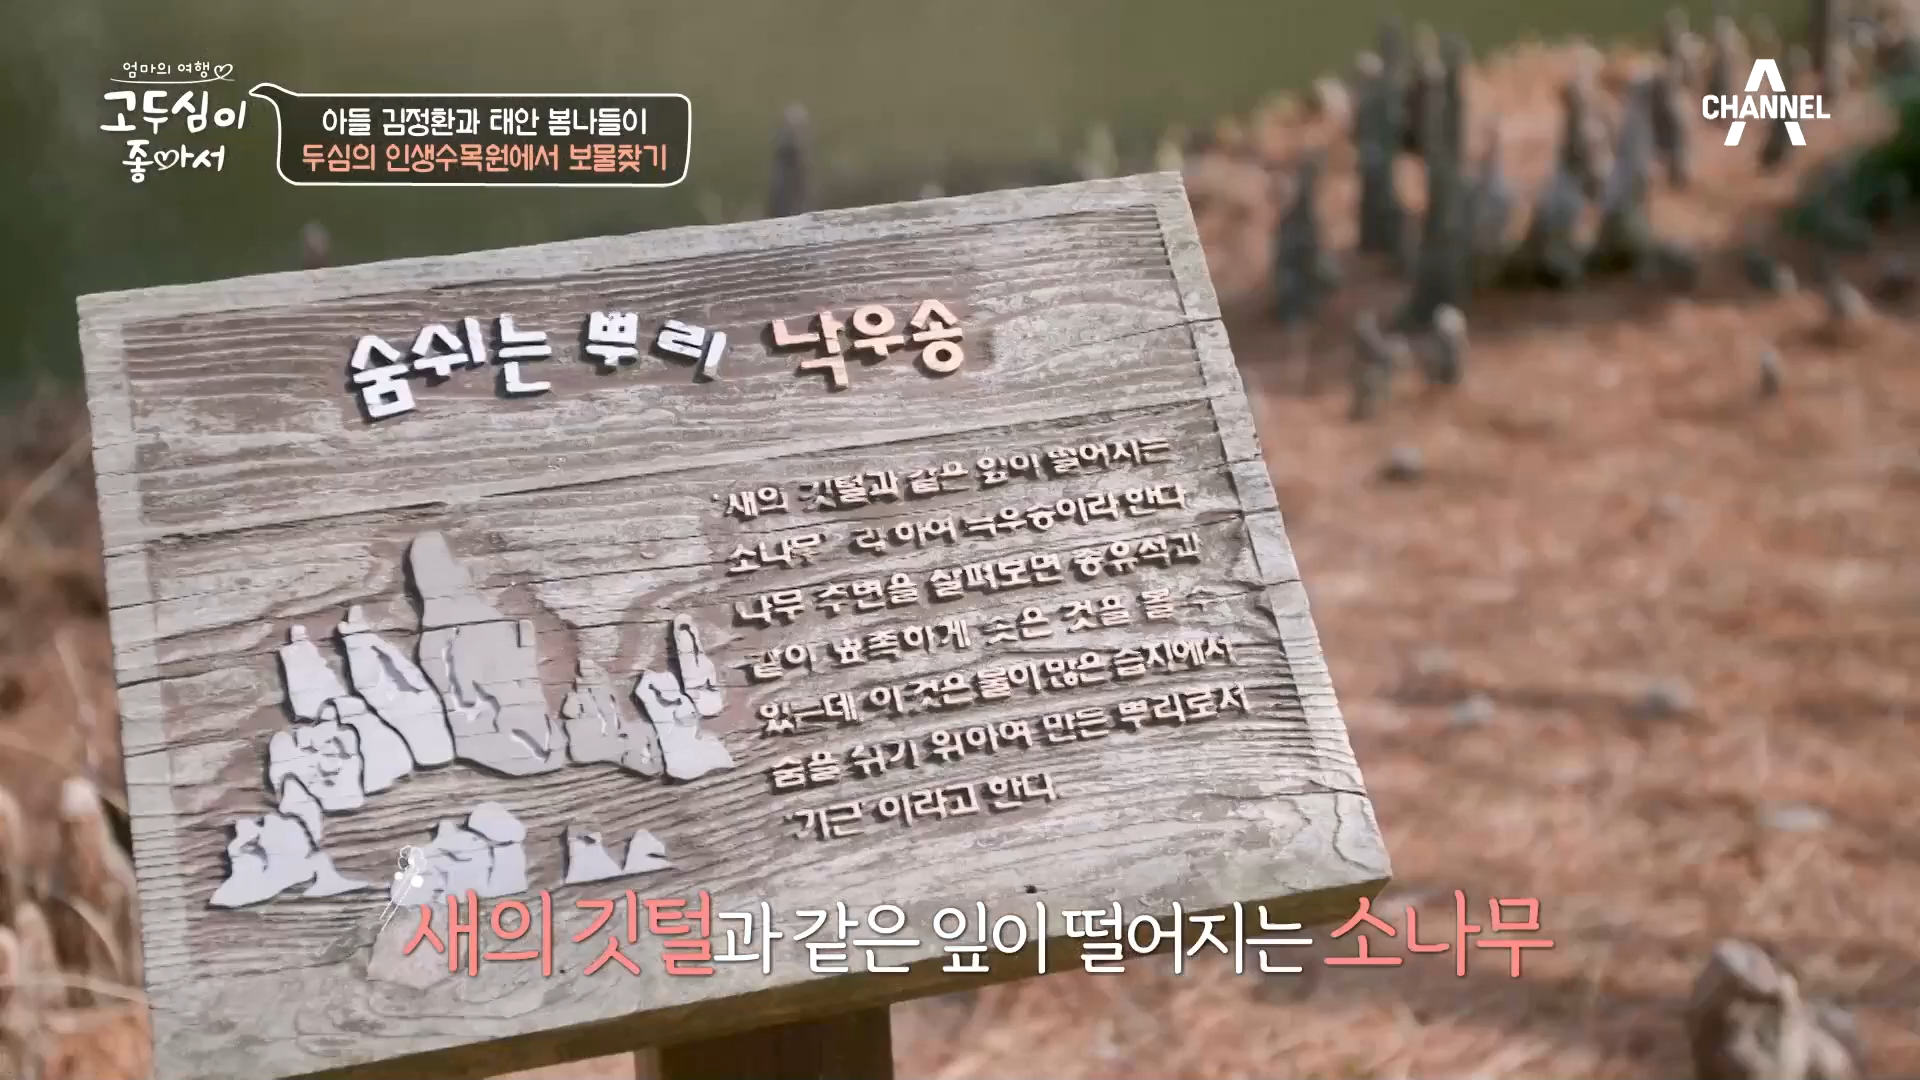 엄마의 여행
고두심이
좋아서
아들 김정환과 태안 봄나들이
두심의 인생수목원에서 보물찾기
CHANNEL A
숨쉬는 뿌리 낙우송
'새의 깃털과 같은 잎이 떨어지는
소나무' 라 하여 낙우송이라 한다
나무 주변을 살펴보면 종유석과
같이 뾰족하게 솟은 것을 볼 수
있는데 이것은 물이 많은 습지에서
숨을 쉬기 위하여 만든 뿌리로서
'기근'이라고 한다
새의 깃털과 같은 잎이 떨어지는 소나무